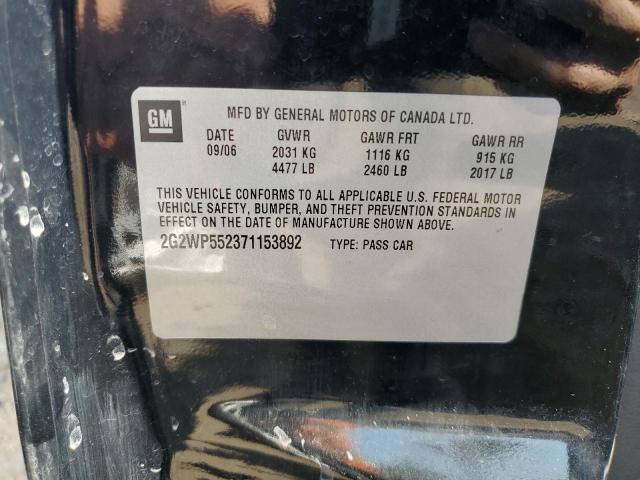 GM
MFD BY GENERAL MOTORS OF CANADA LTD.
DATE GVWR GAWR FRT GAWR RR
09/06 2031 KG 1116 KG 915 KG
4477 LB 2460 LB 2017 LB
THIS VEHICLE CONFORMS TO ALL APPLICABLE U.S. FEDERAL MOTOR
VEHICLE SAFETY, BUMPER, AND THEFT PREVENTION STANDARDS IN
EFFECT ON THE DATE OF MANUFACTURE SHOWN ABOVE.
2G2WP552371153892 TYPE: PASS CAR